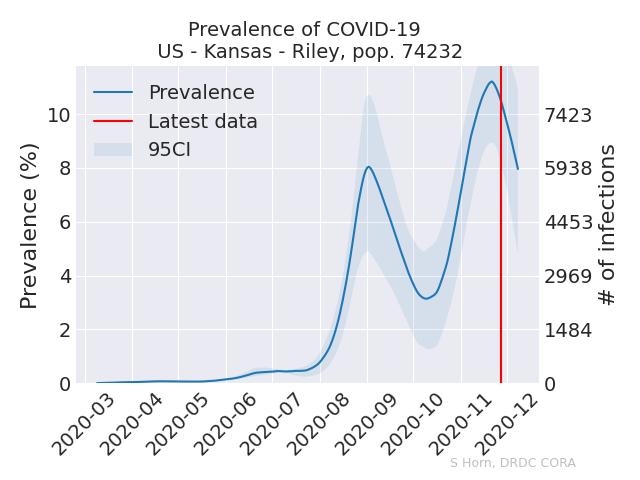 Prevalence of COVID-19
US - Kansas - Riley, pop. 74232
Prevalence
Latest data
95CI
Prevalence (%)
10
8
6
4
2
0
7423
5938
4453
2969
1484
0
# of infections
2020-03
2020-04
2020-05
2020-06
2020-07
2020-08
2020-09
2020-10
2020-11
2020-12
S Horn, DRDC CORA